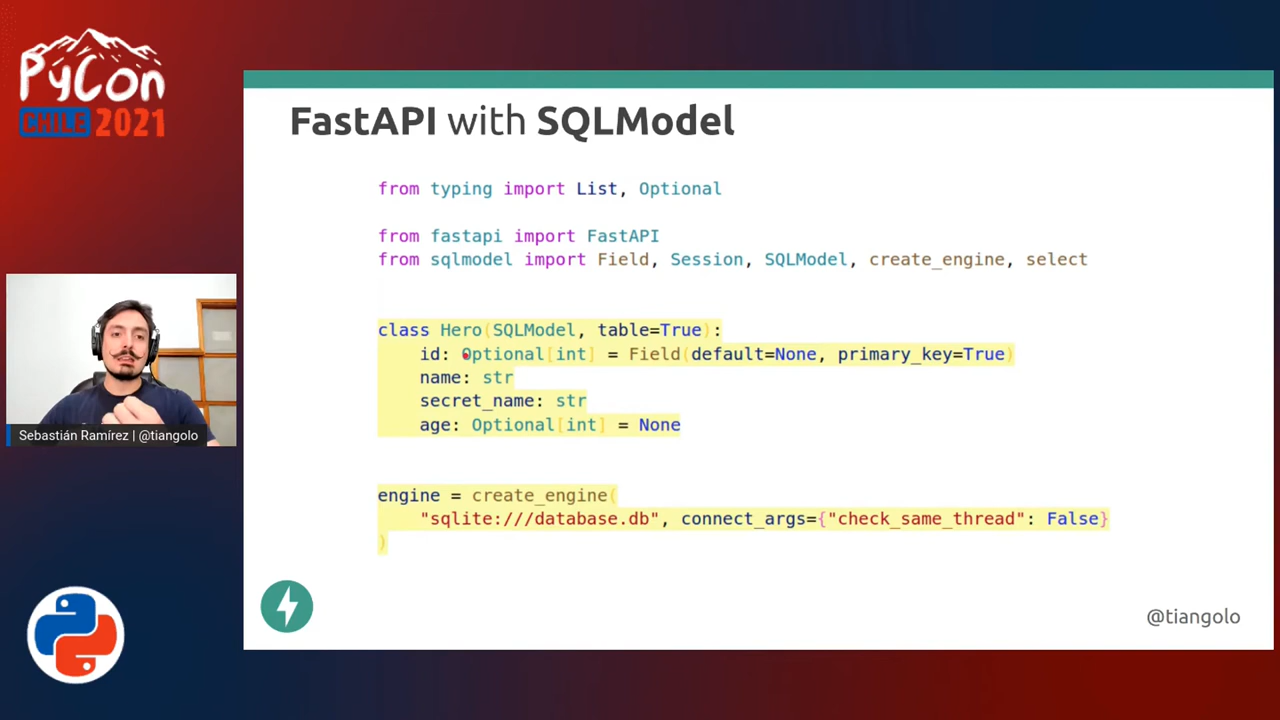 PyCon
CHILE 2021
FastAPI with SQLModel
from typing import List, Optional
from fastapi import FastAPI
from sqlmodel import Field, Session, SQLModel, create_engine, select
class Hero(SQLModel, table=True):
    id: Optional[int] = Field(default=None, primary_key=True)
    name: str
    secret_name: str
    age: Optional[int] = None
engine = create_engine(
    "sqlite:///database.db", connect_args={"check_same_thread": False}
)
Sebastián Ramírez | @tiangolo
@tiangolo